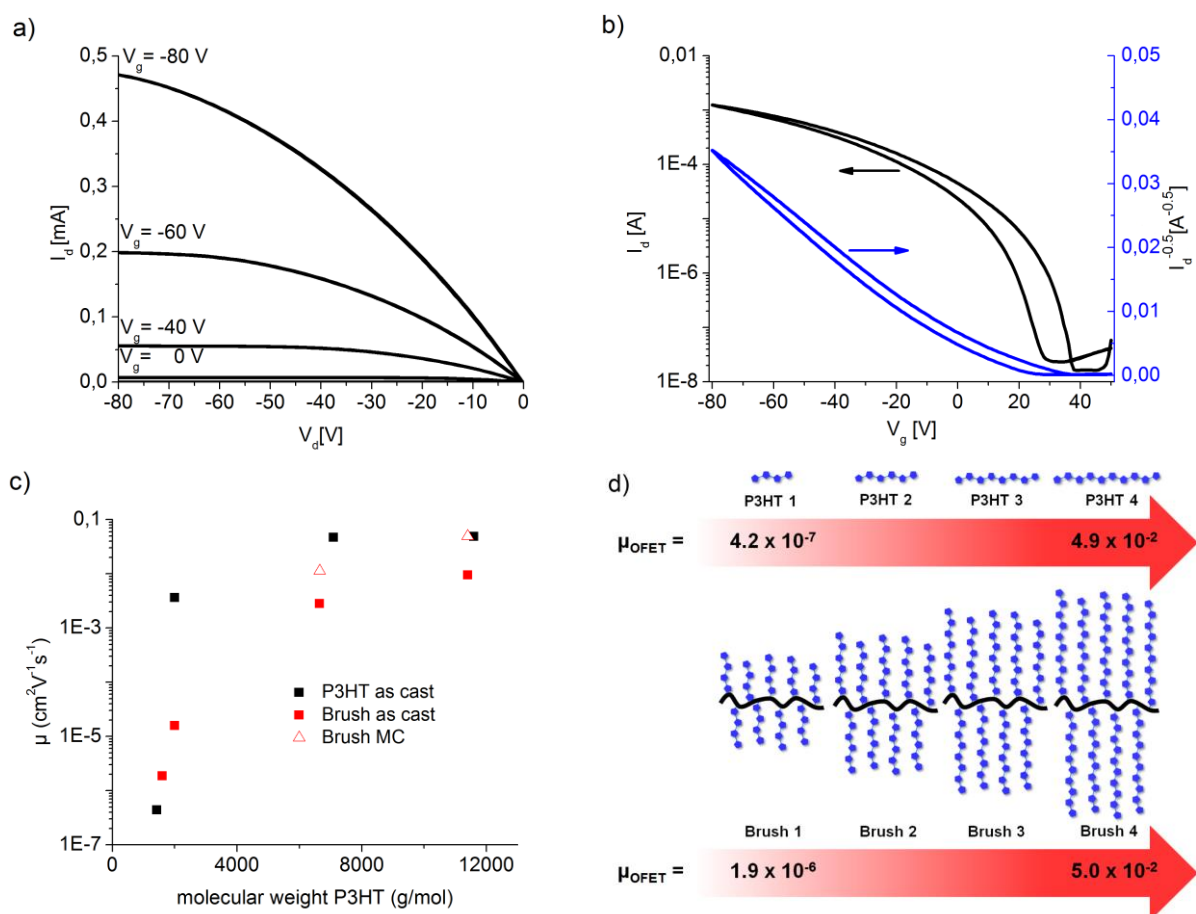 a)
V_g = -80 V
V_g = -60 V
V_g = -40 V
V_g = 0 V
0,5
0,4
0,3
0,2
0,1
0,0
I_d [mA]
-80 -70 -60 -50 -40 -30 -20 -10 0
V_d[V]
b)
0,01
1E-4
1E-6
1E-8
I_d [A]
0,05
0,04
0,03
0,02
0,01
0,00
I_d^-0.5[A^-0.5]
-80 -60 -40 -20 0 20 40
V_g [V]
c)
0,1
1E-3
1E-5
1E-7
μ (cm²V⁻¹s⁻¹)
P3HT as cast
Brush as cast
Brush MC
0 4000 8000 12000
molecular weight P3HT (g/mol)
d)
P3HT 1 P3HT 2 P3HT 3 P3HT 4
μ_OFET = 4.2 x 10⁻⁷ 4.9 x 10⁻²
Brush 1 Brush 2 Brush 3 Brush 4
μ_OFET = 1.9 x 10⁻⁶ 5.0 x 10⁻²